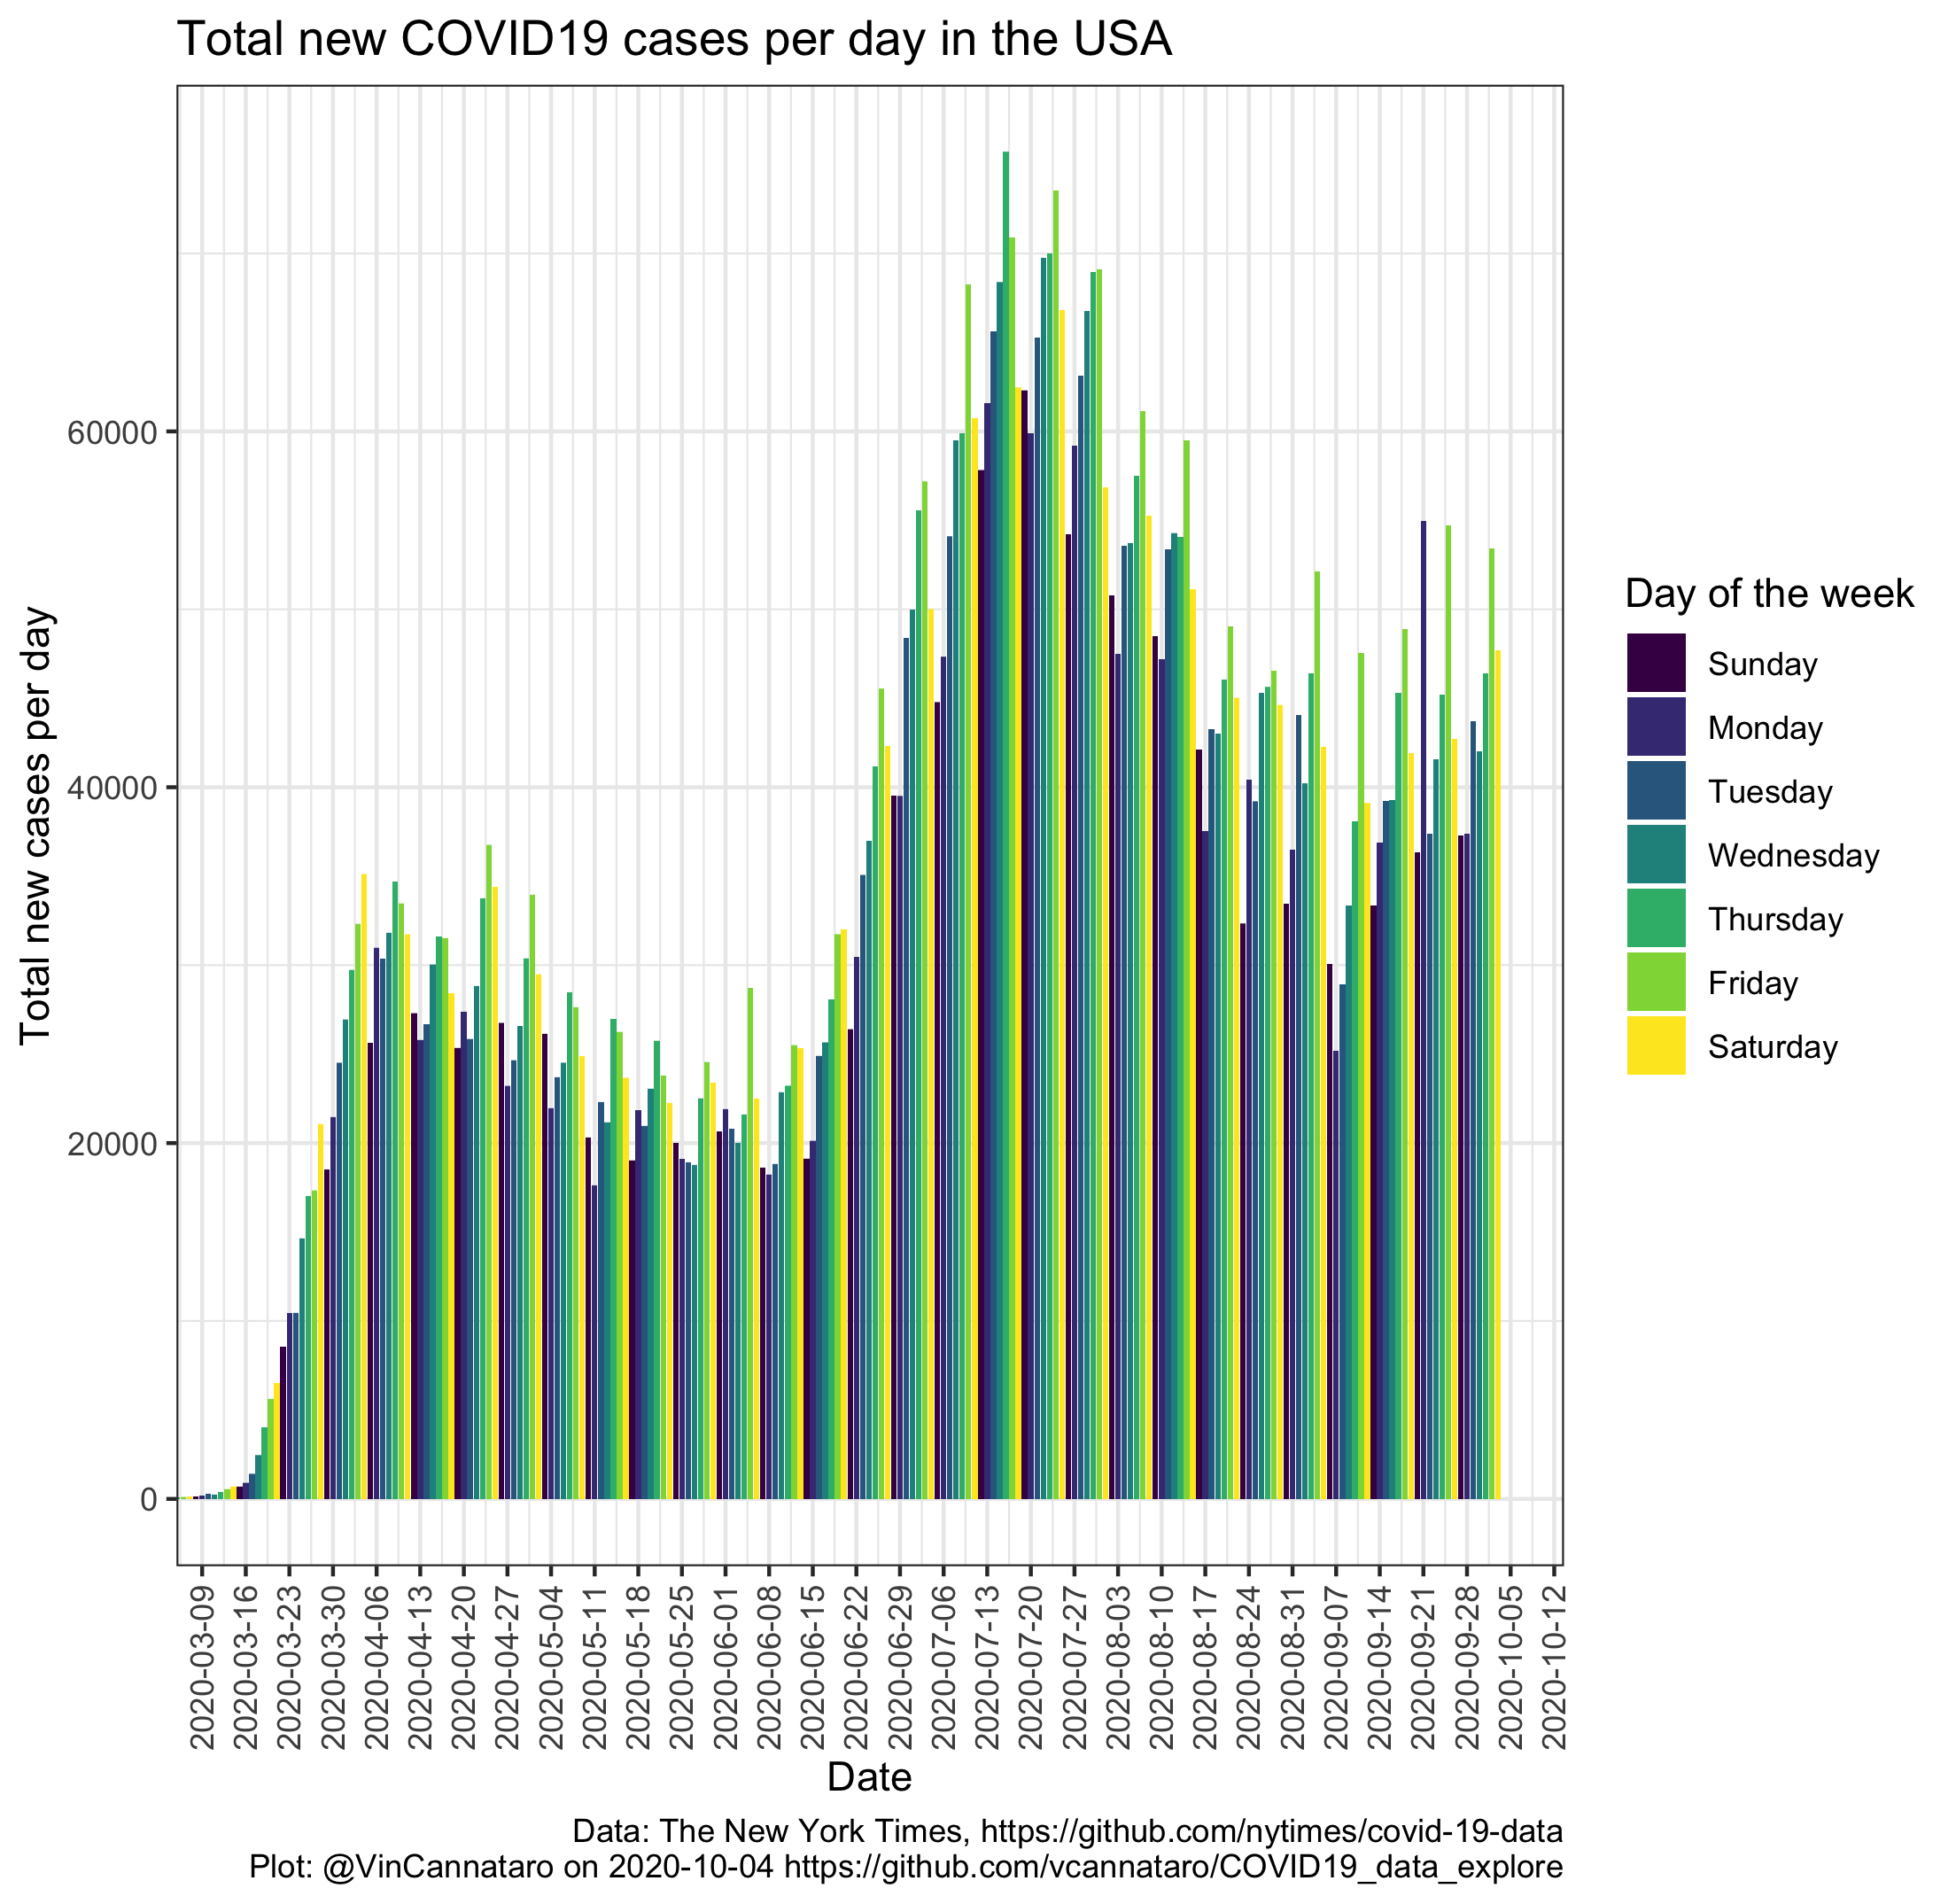 Total new COVID19 cases per day in the USA
Total new cases per day
60000
40000
20000
0
2020-03-09
2020-03-16
2020-03-23
2020-03-30
2020-04-06
2020-04-13
2020-04-20
2020-04-27
2020-05-04
2020-05-11
2020-05-18
2020-05-25
2020-06-01
2020-06-08
2020-06-15
2020-06-22
2020-06-29
2020-07-06
2020-07-13
2020-07-20
2020-07-27
2020-08-03
2020-08-10
2020-08-17
2020-08-24
2020-08-31
2020-09-07
2020-09-14
2020-09-21
2020-09-28
2020-10-05
2020-10-12
Date
Day of the week
Sunday
Monday
Tuesday
Wednesday
Thursday
Friday
Saturday
Data: The New York Times, https://github.com/nytimes/covid-19-data
Plot: @VinCannataro on 2020-10-04 https://github.com/vcannataro/COVID19_data_explore